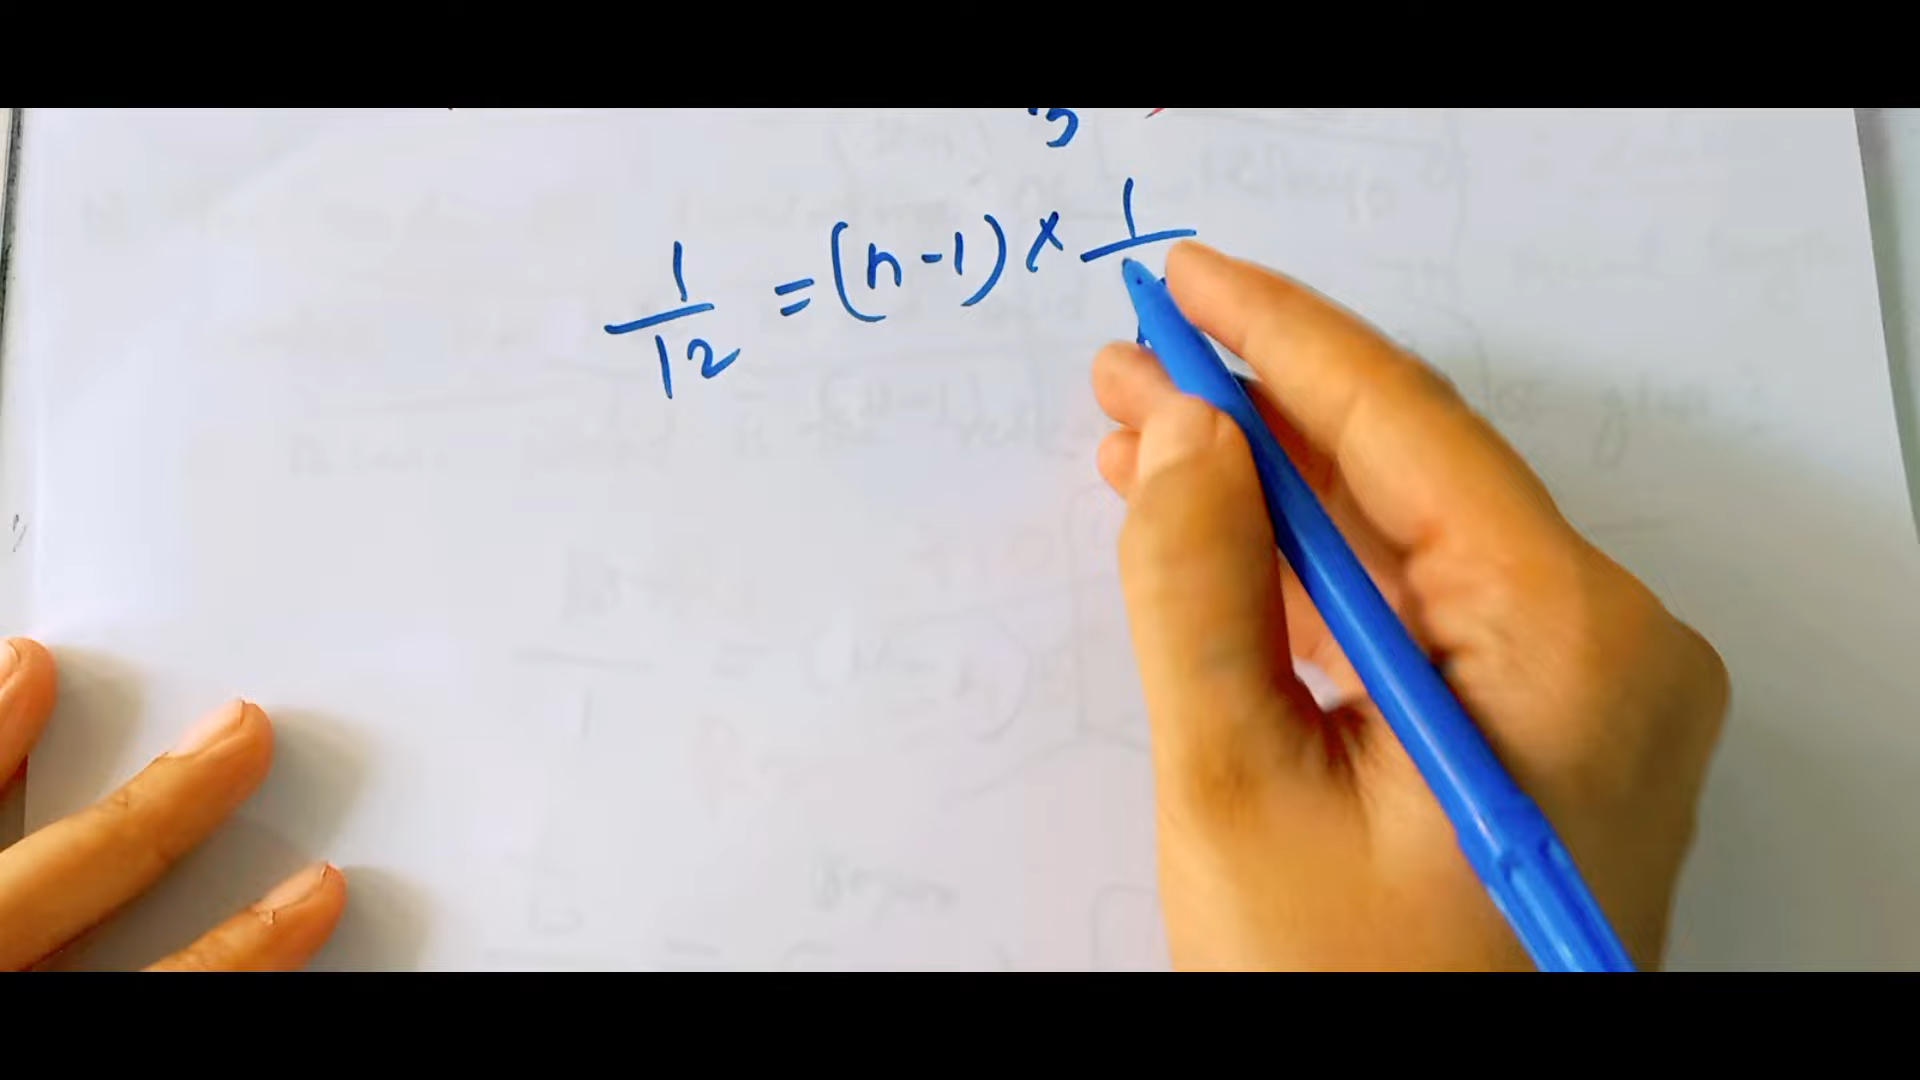 1/12 = (n-1) × 1/